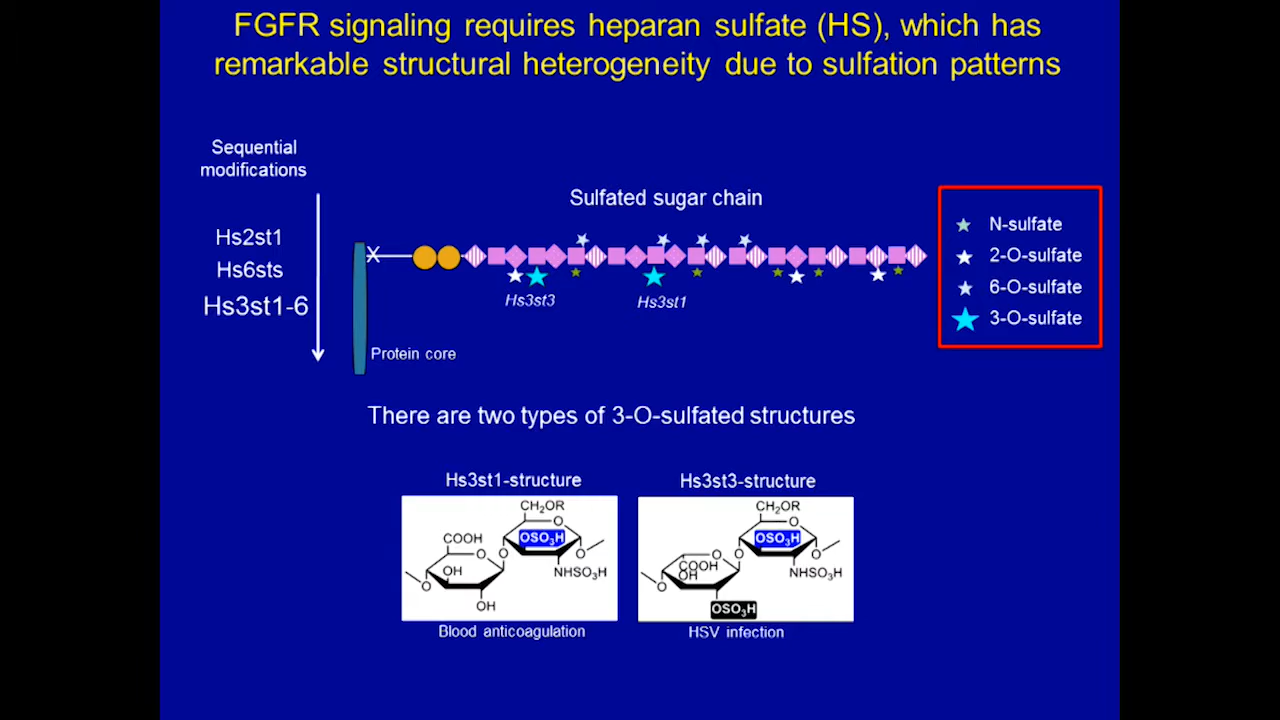 FGFR signaling requires heparan sulfate (HS), which has
remarkable structural heterogeneity due to sulfation patterns
Sequential
modifications
Hs2st1
Hs6sts
Hs3st1-6
Sulfated sugar chain
X
Hs3st3
Hs3st1
Protein core
N-sulfate
2-O-sulfate
6-O-sulfate
3-O-sulfate
There are two types of 3-O-sulfated structures
Hs3st1-structure
CH2OR
O
OSO3H
COOH
O
O
O
OH
NHSO3H
O
OH
Blood anticoagulation
Hs3st3-structure
CH2OR
O
OSO3H
O
O
O
COOH
OH
NHSO3H
O
OSO3H
HSV infection